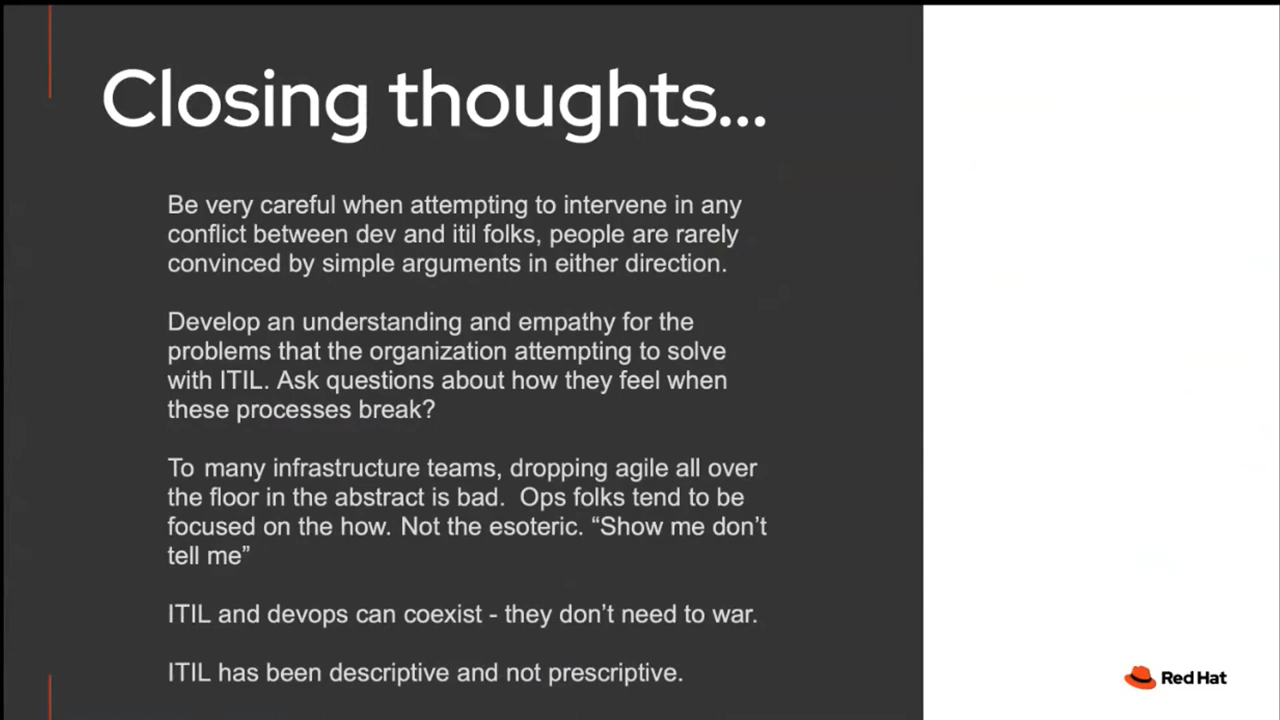 Closing thoughts...
Be very careful when attempting to intervene in any
conflict between dev and itil folks, people are rarely
convinced by simple arguments in either direction.
Develop an understanding and empathy for the
problems that the organization attempting to solve
with ITIL. Ask questions about how they feel when
these processes break?
To many infrastructure teams, dropping agile all over
the floor in the abstract is bad.  Ops folks tend to be
focused on the how. Not the esoteric. “Show me don’t
tell me”
ITIL and devops can coexist - they don’t need to war.
ITIL has been descriptive and not prescriptive.
Red Hat